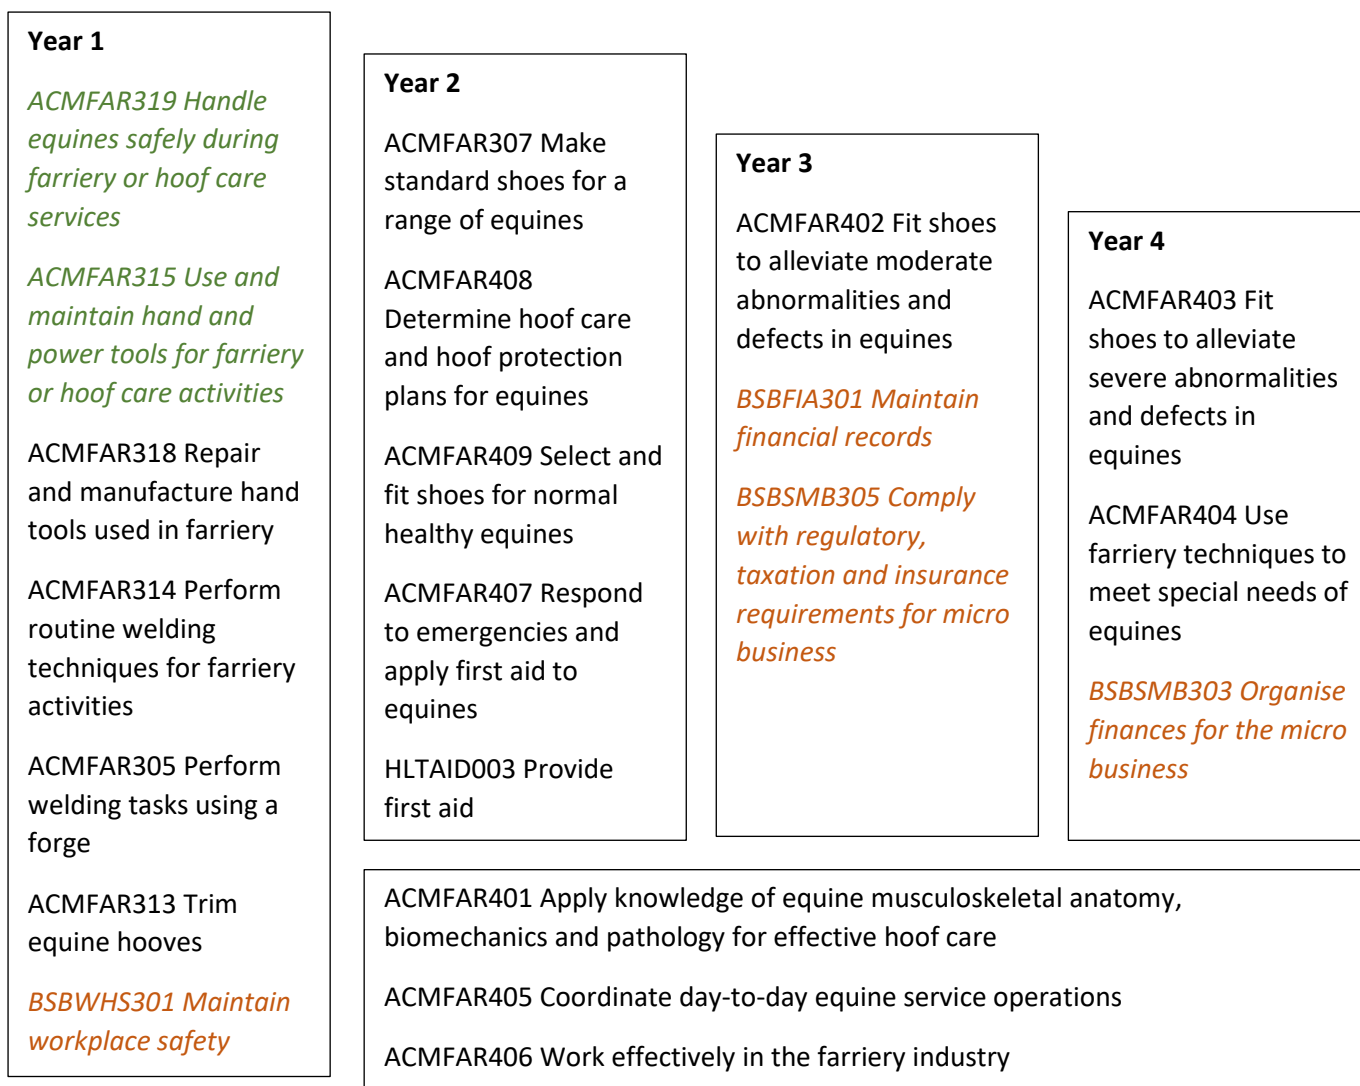 Year 1
ACMFAR319 Handle
equines safely during
farriery or hoof care
services
ACMFAR315 Use and
maintain hand and
power tools for farriery
or hoof care activities
ACMFAR318 Repair
and manufacture hand
tools used in farriery
ACMFAR314 Perform
routine welding
techniques for farriery
activities
ACMFAR305 Perform
welding tasks using a
forge
ACMFAR313 Trim
equine hooves
BSBWHS301 Maintain
workplace safety
Year 2
ACMFAR307 Make
standard shoes for a
range of equines
ACMFAR408
Determine hoof care
and hoof protection
plans for equines
ACMFAR409 Select and
fit shoes for normal
healthy equines
ACMFAR407 Respond
to emergencies and
apply first aid to
equines
HLTAID003 Provide
first aid
Year 3
ACMFAR402 Fit shoes
to alleviate moderate
abnormalities and
defects in equines
BSBFIA301 Maintain
financial records
BSBSMB305 Comply
with regulatory,
taxation and insurance
requirements for micro
business
Year 4
ACMFAR403 Fit
shoes to alleviate
severe abnormalities
and defects in
equines
ACMFAR404 Use
farriery techniques to
meet special needs of
equines
BSBSMB303 Organise
finances for the micro
business
ACMFAR401 Apply knowledge of equine musculoskeletal anatomy,
biomechanics and pathology for effective hoof care
ACMFAR405 Coordinate day-to-day equine service operations
ACMFAR406 Work effectively in the farriery industry